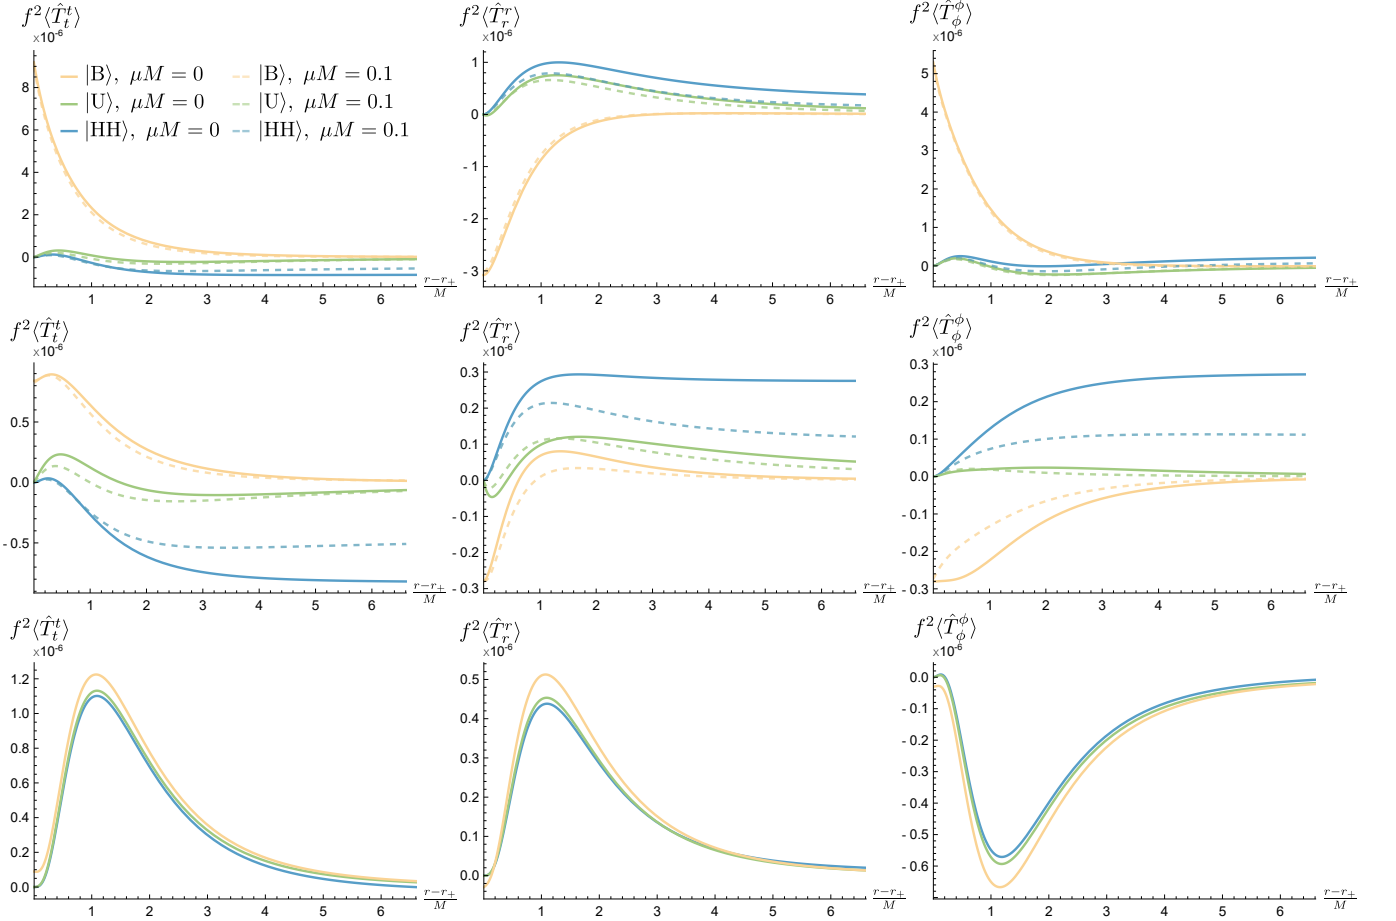 f²⟨T̂ᵗₜ⟩
×10⁻⁶
8
6
4
2
0
|B⟩, μM = 0
|B⟩, μM = 0.1
|U⟩, μM = 0
|U⟩, μM = 0.1
|HH⟩, μM = 0
|HH⟩, μM = 0.1
1 2 3 4 5 6
r−r₊
M
f²⟨T̂ʳᵣ⟩
×10⁻⁶
1
0
-1
-2
-3
1 2 3 4 5 6
r−r₊
M
f²⟨T̂^ϕ_ϕ⟩
×10⁻⁶
5
4
3
2
1
0
1 2 3 4 5 6
r−r₊
M
f²⟨T̂ᵗₜ⟩
×10⁻⁶
0.5
0.0
-0.5
1 2 3 4 5 6
r−r₊
M
f²⟨T̂ʳᵣ⟩
×10⁻⁶
0.3
0.2
0.1
0.0
-0.1
-0.2
-0.3
1 2 3 4 5 6
r−r₊
M
f²⟨T̂^ϕ_ϕ⟩
×10⁻⁶
0.3
0.2
0.1
0.0
-0.1
-0.2
-0.3
1 2 3 4 5 6
r−r₊
M
f²⟨T̂ᵗₜ⟩
×10⁻⁶
1.2
1.0
0.8
0.6
0.4
0.2
0.0
1 2 3 4 5 6
r−r₊
M
f²⟨T̂ʳᵣ⟩
×10⁻⁶
0.5
0.4
0.3
0.2
0.1
0.0
1 2 3 4 5 6
r−r₊
M
f²⟨T̂^ϕ_ϕ⟩
×10⁻⁶
0.0
-0.1
-0.2
-0.3
-0.4
-0.5
-0.6
1 2 3 4 5 6
r−r₊
M